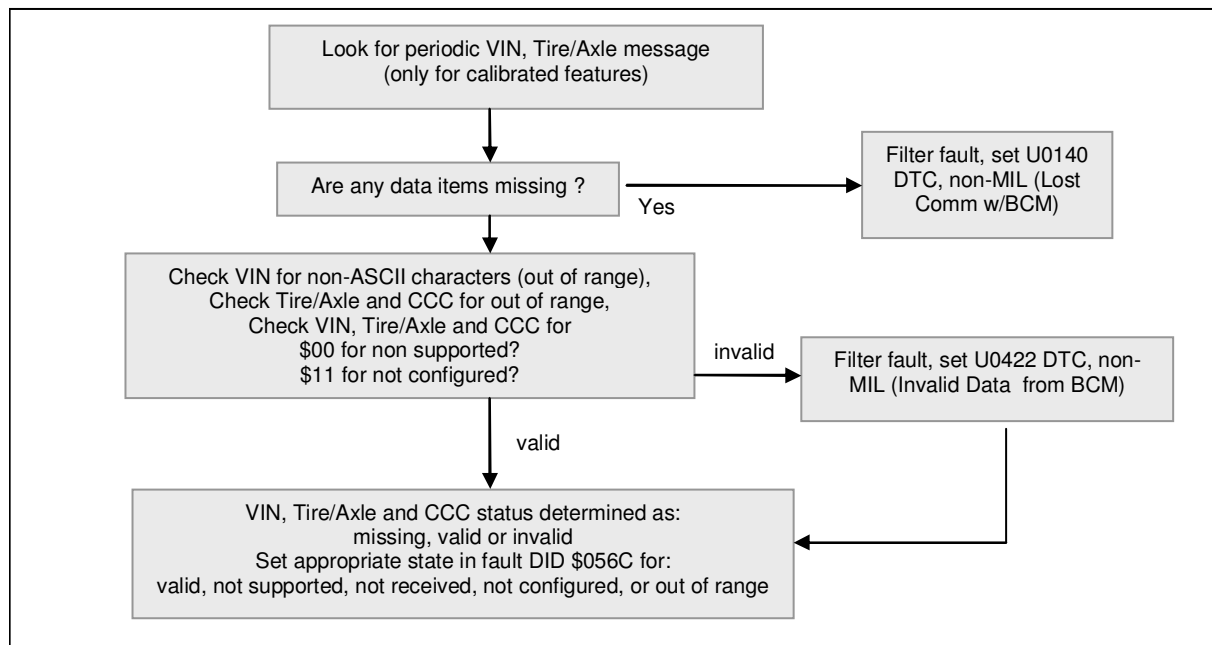 Look for periodic VIN, Tire/Axle message
(only for calibrated features)
Are any data items missing ?
Yes
Filter fault, set U0140
DTC, non-MIL (Lost
Comm w/BCM)
Check VIN for non-ASCII characters (out of range),
Check Tire/Axle and CCC for out of range,
Check VIN, Tire/Axle and CCC for
$00 for non supported?
$11 for not configured?
invalid
Filter fault, set U0422 DTC, non-
MIL (Invalid Data from BCM)
valid
VIN, Tire/Axle and CCC status determined as:
missing, valid or invalid
Set appropriate state in fault DID $056C for:
valid, not supported, not received, not configured, or out of range